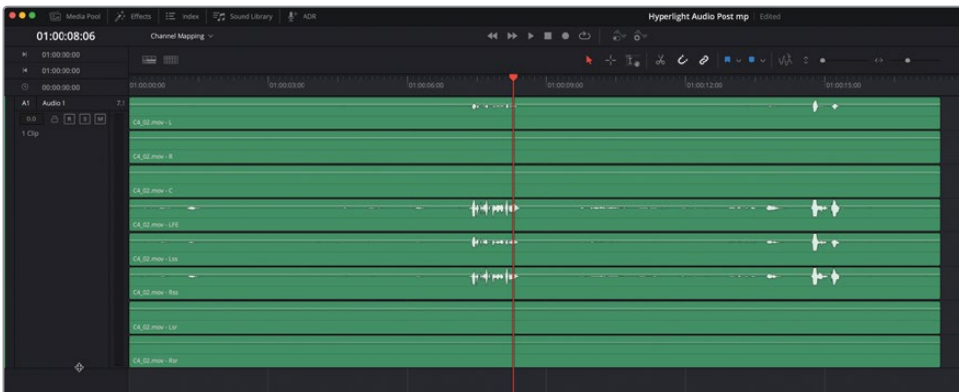 Media Pool Effects Index Sound Library ADR Hyperlight Audio Post mp Edited
01:00:08:06 Channel Mapping
01:00:00:00
01:00:00:00
00:00:00:00
01:00:00:00 01:00:03:00 01:00:06:00 01:00:09:00 01:00:12:00 01:00:15:00
A1 Audio 1 7.1
0.0 R S M
1 Clip
C4_02.mov - L
C4_02.mov - R
C4_02.mov - C
C4_02.mov - LFE
C4_02.mov - Lss
C4_02.mov - Rss
C4_02.mov - Lsr
C4_02.mov - Rsr